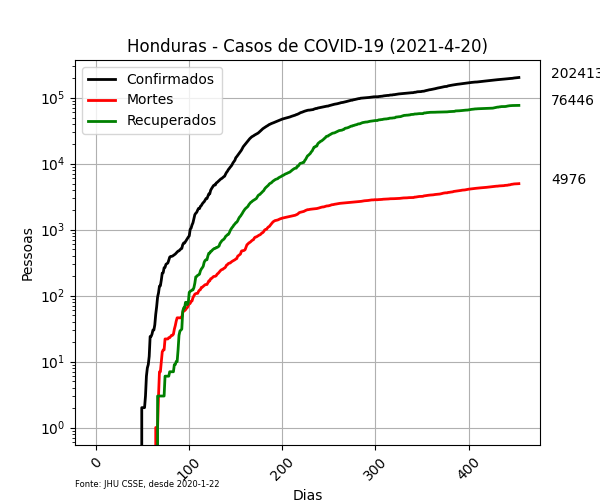 Honduras - Casos de COVID-19 (2021-4-20)
Confirmados
Mortes
Recuperados
202413
76446
4976
Pessoas
10^5
10^4
10^3
10^2
10^1
10^0
0
100
200
300
400
Dias
Fonte: JHU CSSE, desde 2020-1-22